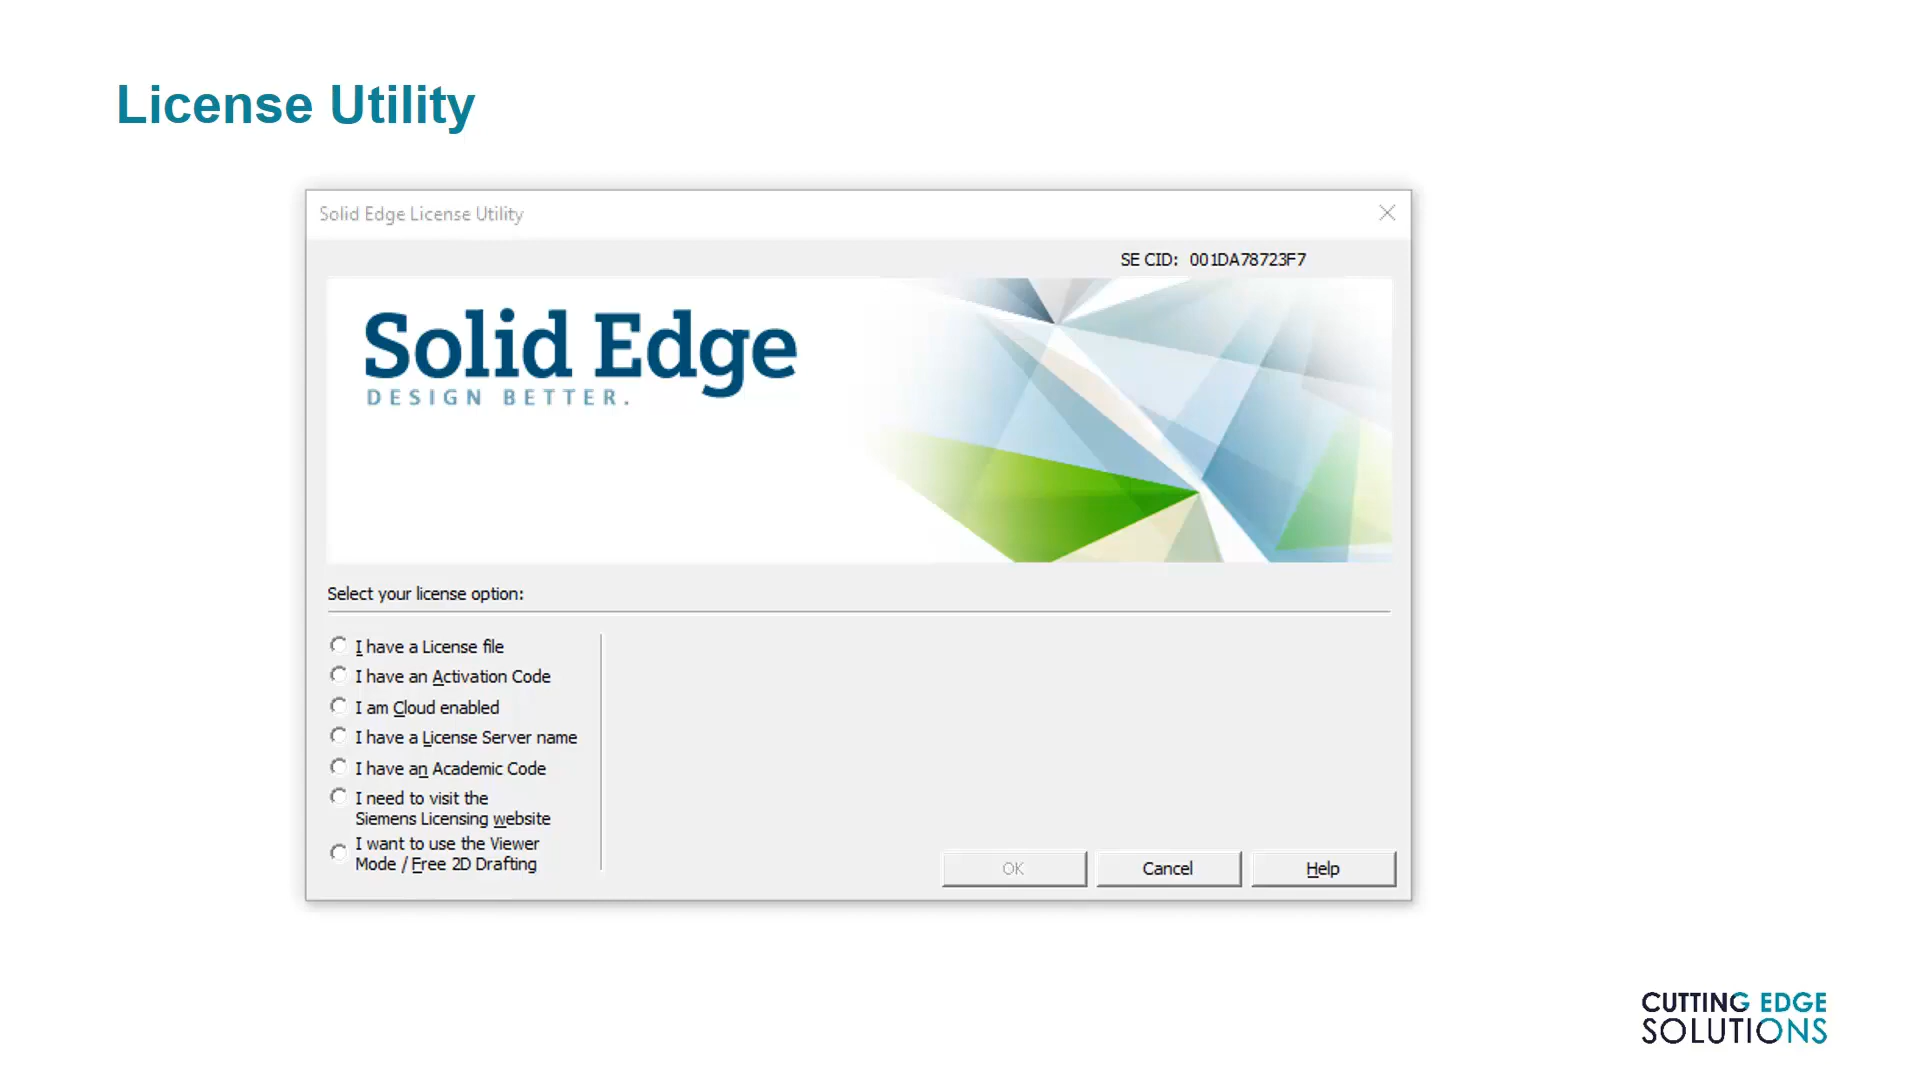 License Utility
Solid Edge License Utility
SE CID: 001DA78723F7
Solid Edge
DESIGN BETTER.
Select your license option:
I have a License file
I have an Activation Code
I am Cloud enabled
I have a License Server name
I have an Academic Code
I need to visit the
Siemens Licensing website
I want to use the Viewer
Mode / Free 2D Drafting
OK Cancel Help
CUTTING EDGE
SOLUTIONS